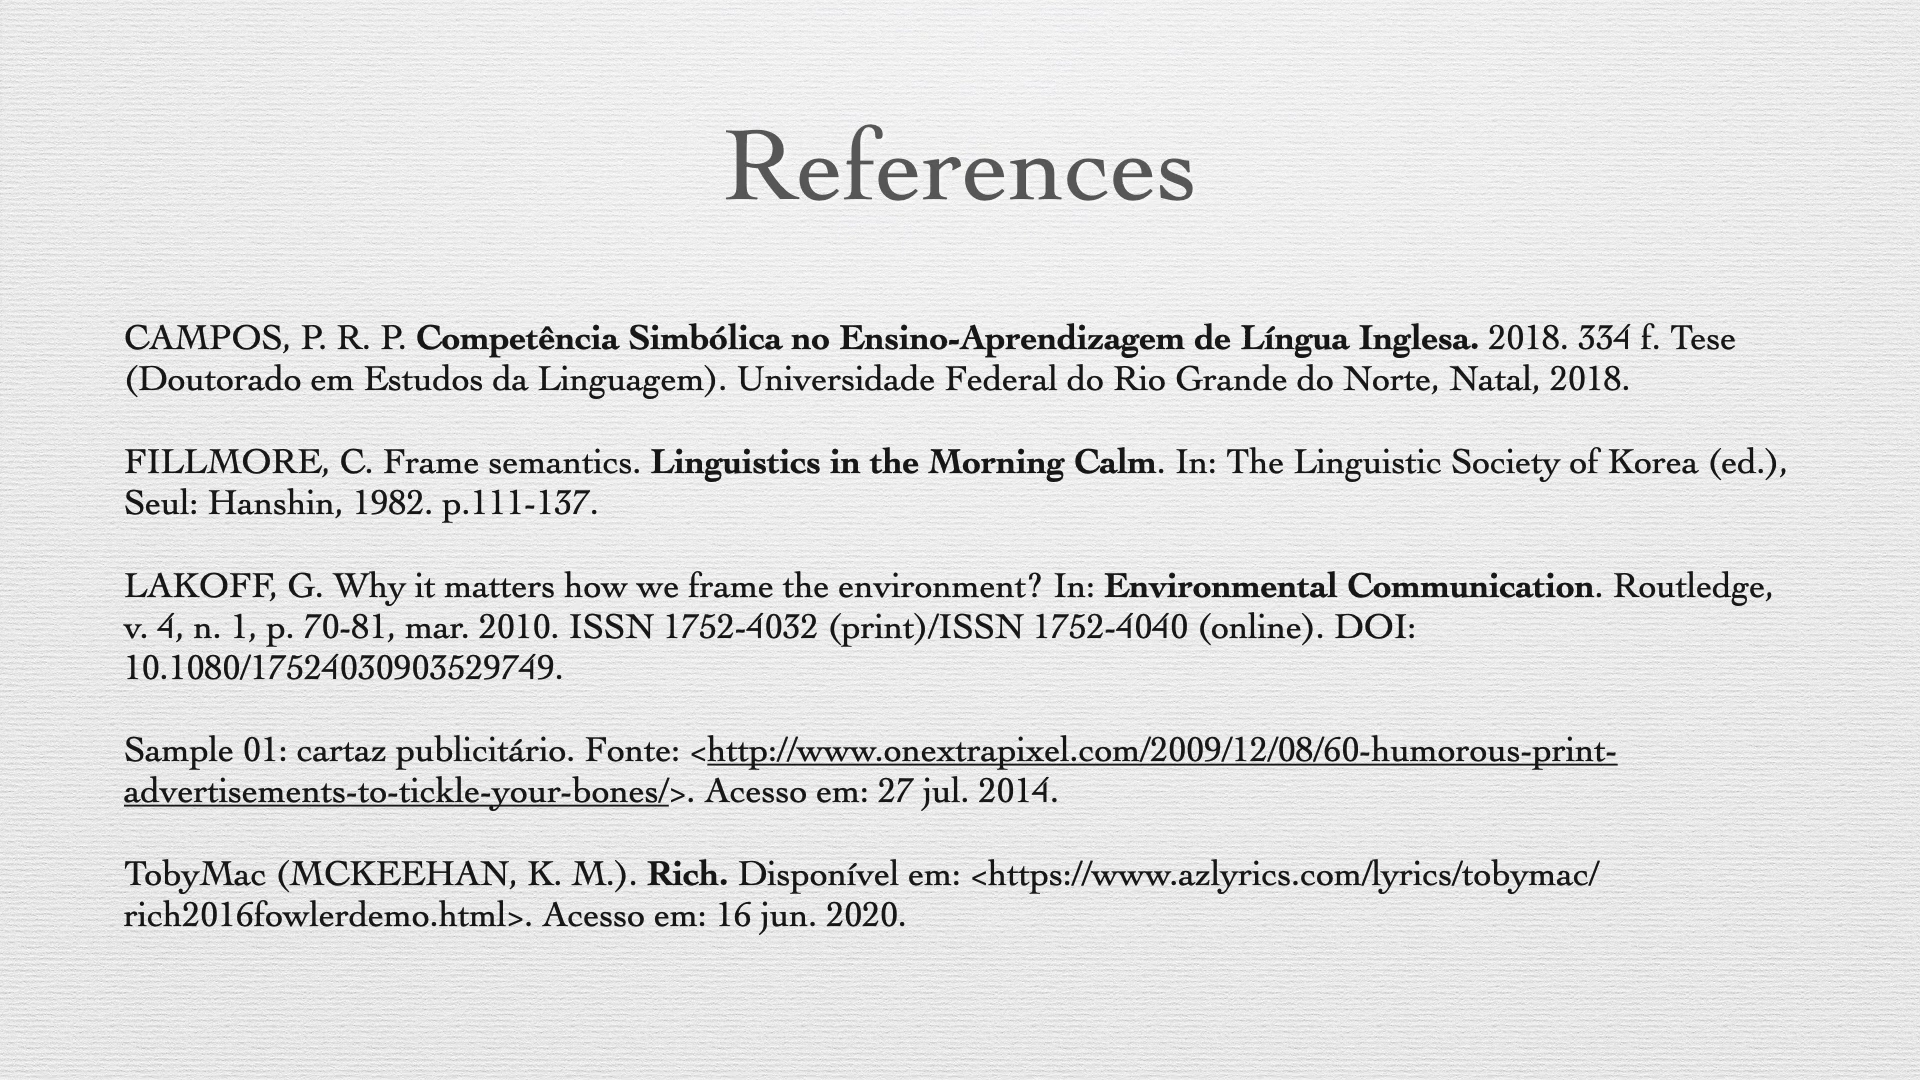 References
CAMPOS, P. R. P. Competência Simbólica no Ensino-Aprendizagem de Língua Inglesa. 2018. 334 f. Tese
(Doutorado em Estudos da Linguagem). Universidade Federal do Rio Grande do Norte, Natal, 2018.
FILLMORE, C. Frame semantics. Linguistics in the Morning Calm. In: The Linguistic Society of Korea (ed.),
Seul: Hanshin, 1982. p.111-137.
LAKOFF, G. Why it matters how we frame the environment? In: Environmental Communication. Routledge,
v. 4, n. 1, p. 70-81, mar. 2010. ISSN 1752-4032 (print)/ISSN 1752-4040 (online). DOI:
10.1080/17524030903529749.
Sample 01: cartaz publicitário. Fonte: <http://www.onextrapixel.com/2009/12/08/60-humorous-print-
advertisements-to-tickle-your-bones/>. Acesso em: 27 jul. 2014.
TobyMac (MCKEEHAN, K. M.). Rich. Disponível em: <https://www.azlyrics.com/lyrics/tobymac/
rich2016fowlerdemo.html>. Acesso em: 16 jun. 2020.